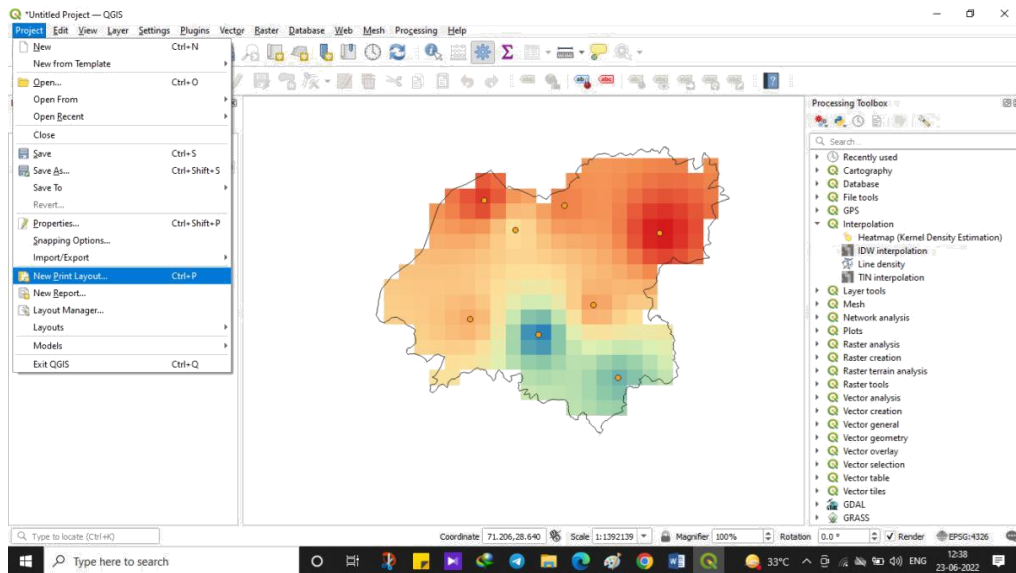 *Untitled Project — QGIS
Project Edit View Layer Settings Plugins Vector Raster Database Web Mesh Processing Help
New Ctrl+N
New from Template
Open... Ctrl+O
Open From
Open Recent
Close
Save Ctrl+S
Save As... Ctrl+Shift+S
Save To
Revert...
Properties... Ctrl+Shift+P
Snapping Options...
Import/Export
New Print Layout... Ctrl+P
New Report...
Layout Manager...
Layouts
Models
Exit QGIS Ctrl+Q
Processing Toolbox
Search...
Recently used
Cartography
Database
File tools
GPS
Interpolation
Heatmap (Kernel Density Estimation)
IDW interpolation
Line density
TIN interpolation
Layer tools
Mesh
Network analysis
Plots
Raster analysis
Raster creation
Raster terrain analysis
Raster tools
Vector analysis
Vector creation
Vector general
Vector geometry
Vector overlay
Vector selection
Vector table
Vector tiles
GDAL
GRASS
Type to locate (Ctrl+K)
Coordinate 71.206,28.640 Scale 1:1392139 Magnifier 100% Rotation 0.0 ° Render EPSG:4326
Type here to search
33°C ENG 12:38
23-06-2022